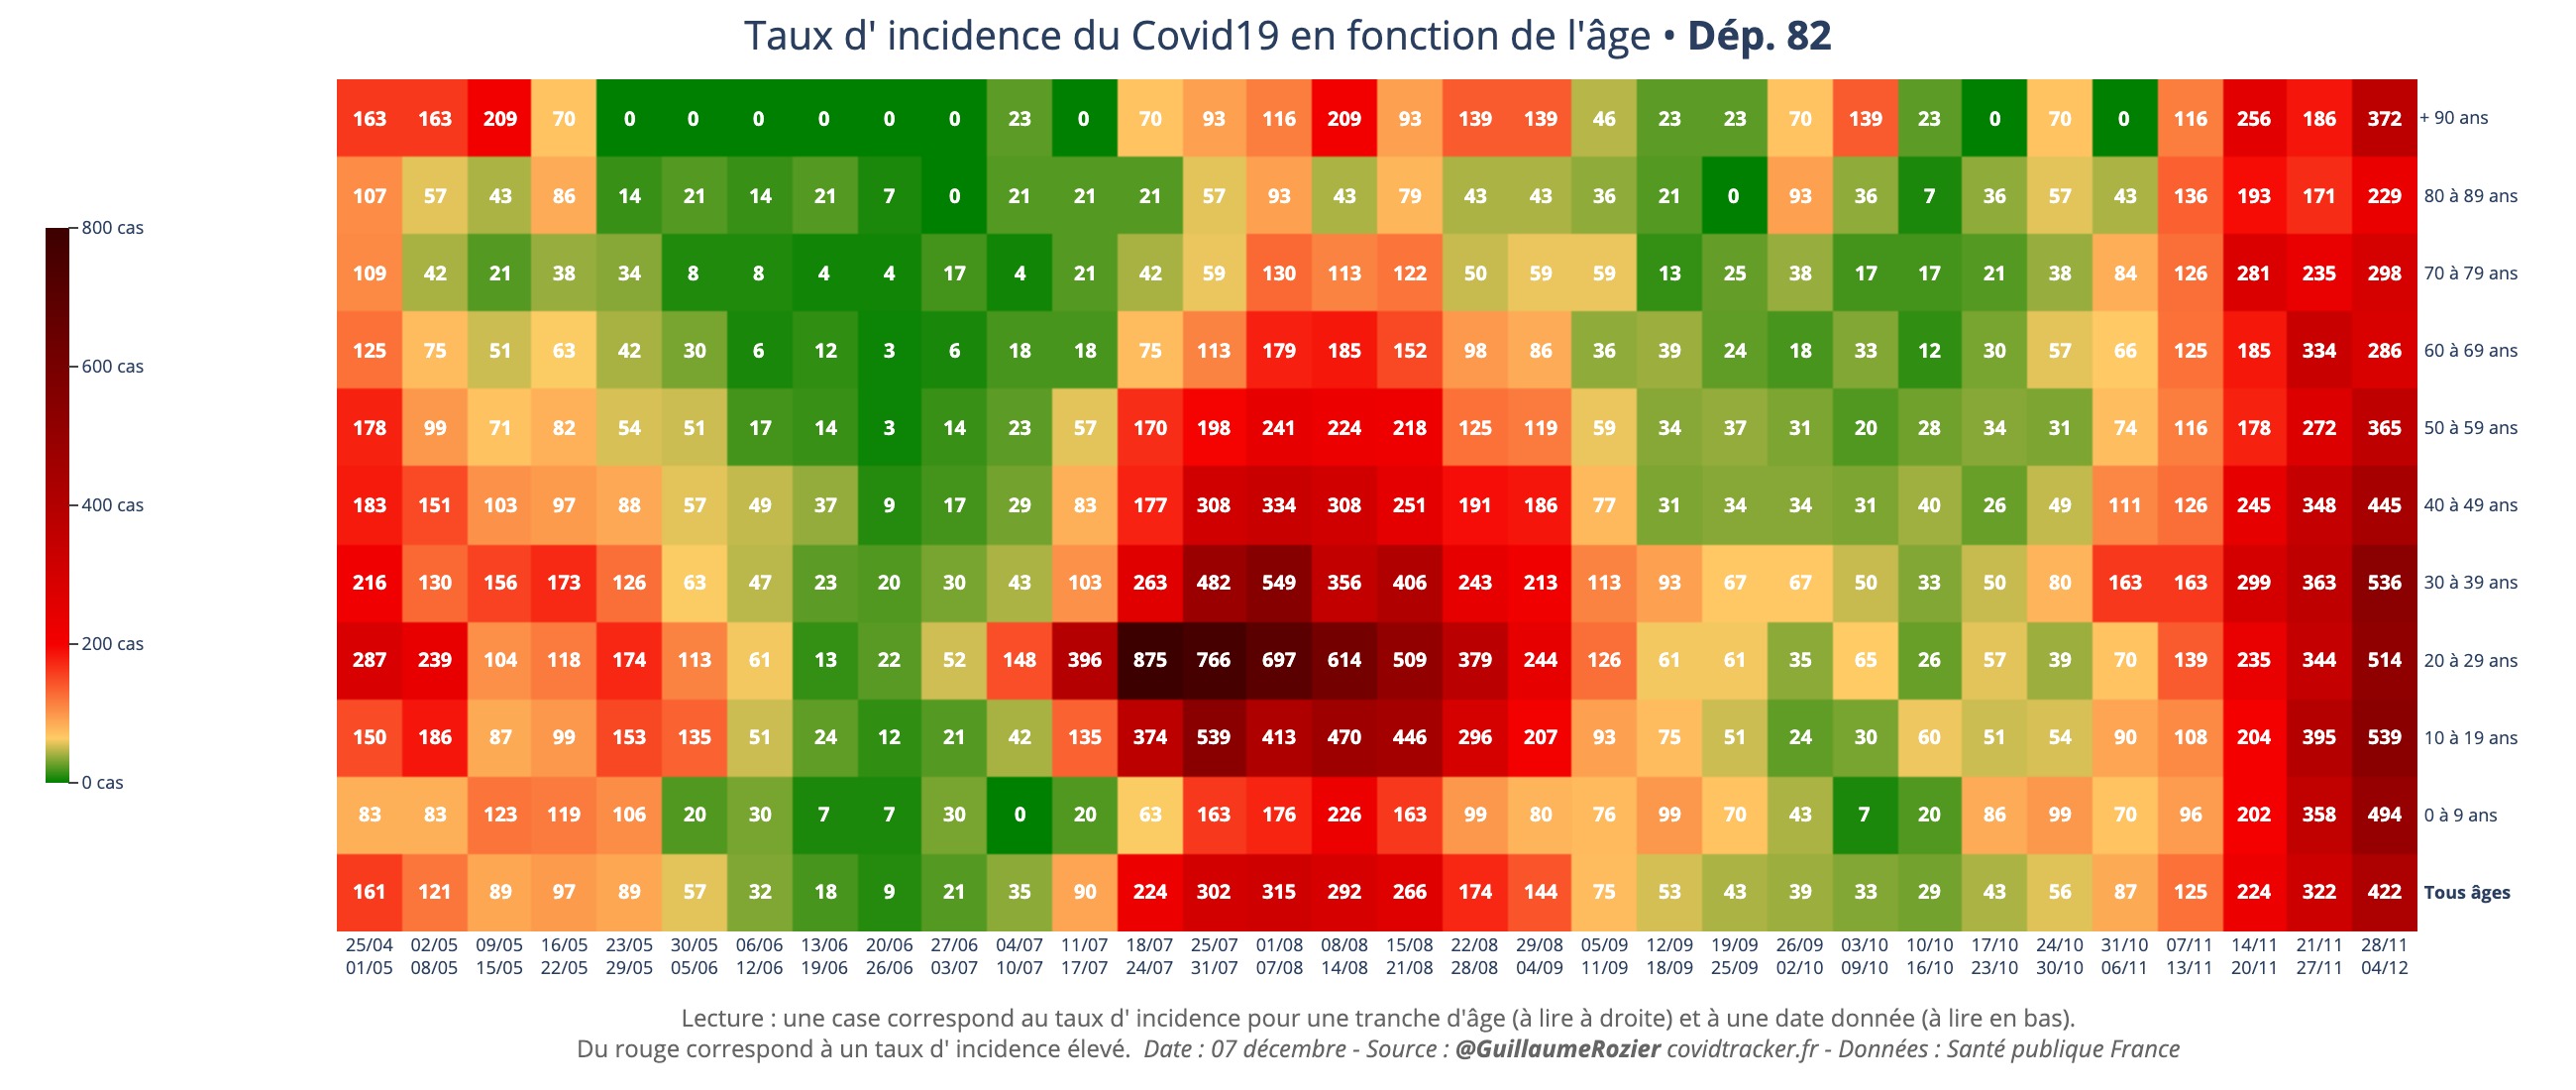 Taux d' incidence du Covid19 en fonction de l'âge • Dép. 82
163 163 209 70 0 0 0 0 0 0 23 0 70 93 116 209 93 139 139 46 23 23 70 139 23 0 70 0 116 256 186 372 + 90 ans
107 57 43 86 14 21 14 21 7 0 21 21 21 57 93 43 79 43 43 36 21 0 93 36 7 36 57 43 136 193 171 229 80 à 89 ans
800 cas
109 42 21 38 34 8 8 4 4 17 4 21 42 59 130 113 122 50 59 59 13 25 38 17 17 21 38 84 126 281 235 298 70 à 79 ans
125 75 51 63 42 30 6 12 3 6 18 18 75 113 179 185 152 98 86 36 39 24 18 33 12 30 57 66 125 185 334 286 60 à 69 ans
600 cas
178 99 71 82 54 51 17 14 3 14 23 57 170 198 241 224 218 125 119 59 34 37 31 20 28 34 31 74 116 178 272 365 50 à 59 ans
400 cas
183 151 103 97 88 57 49 37 9 17 29 83 177 308 334 308 251 191 186 77 31 34 34 31 40 26 49 111 126 245 348 445 40 à 49 ans
216 130 156 173 126 63 47 23 20 30 43 103 263 482 549 356 406 243 213 113 93 67 67 50 33 50 80 163 163 299 363 536 30 à 39 ans
200 cas
287 239 104 118 174 113 61 13 22 52 148 396 875 766 697 614 509 379 244 126 61 61 35 65 26 57 39 70 139 235 344 514 20 à 29 ans
150 186 87 99 153 135 51 24 12 21 42 135 374 539 413 470 446 296 207 93 75 51 24 30 60 51 54 90 108 204 395 539 10 à 19 ans
0 cas
83 83 123 119 106 20 30 7 7 30 0 20 63 163 176 226 163 99 80 76 99 70 43 7 20 86 99 70 96 202 358 494 0 à 9 ans
161 121 89 97 89 57 32 18 9 21 35 90 224 302 315 292 266 174 144 75 53 43 39 33 29 43 56 87 125 224 322 422 Tous âges
25/04 02/05 09/05 16/05 23/05 30/05 06/06 13/06 20/06 27/06 04/07 11/07 18/07 25/07 01/08 08/08 15/08 22/08 29/08 05/09 12/09 19/09 26/09 03/10 10/10 17/10 24/10 31/10 07/11 14/11 21/11 28/11
01/05 08/05 15/05 22/05 29/05 05/06 12/06 19/06 26/06 03/07 10/07 17/07 24/07 31/07 07/08 14/08 21/08 28/08 04/09 11/09 18/09 25/09 02/10 09/10 16/10 23/10 30/10 06/11 13/11 20/11 27/11 04/12
Lecture : une case correspond au taux d' incidence pour une tranche d'âge (à lire à droite) et à une date donnée (à lire en bas).
Du rouge correspond à un taux d' incidence élevé. Date : 07 décembre - Source : @GuillaumeRozier covidtracker.fr - Données : Santé publique France